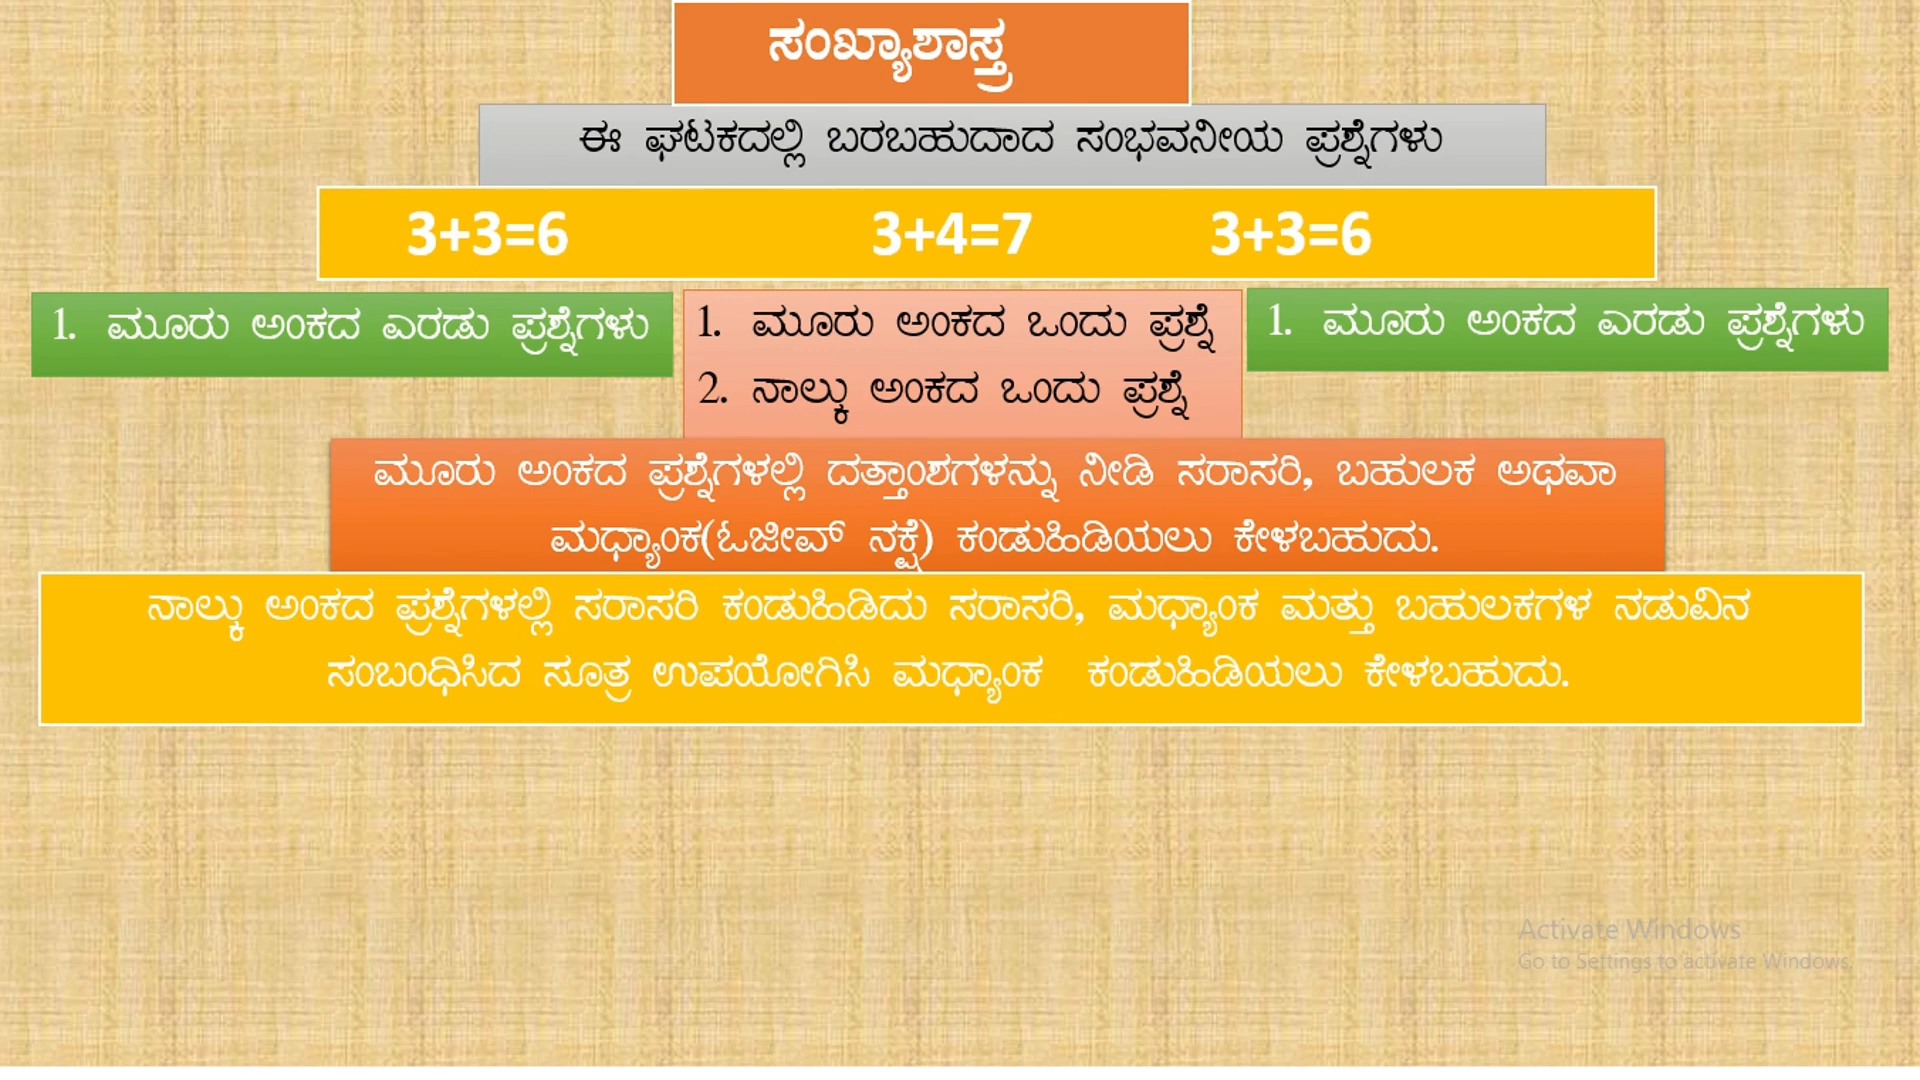 ಸಂಖ್ಯಾಶಾಸ್ತ್ರ
ಈ ಘಟಕದಲ್ಲಿ ಬರಬಹುದಾದ ಸಂಭವನೀಯ ಪ್ರಶ್ನೆಗಳು
3+3=6 3+4=7 3+3=6
1. ಮೂರು ಅಂಕದ ಎರಡು ಪ್ರಶ್ನೆಗಳು
1. ಮೂರು ಅಂಕದ ಒಂದು ಪ್ರಶ್ನೆ
2. ನಾಲ್ಕು ಅಂಕದ ಒಂದು ಪ್ರಶ್ನೆ
1. ಮೂರು ಅಂಕದ ಎರಡು ಪ್ರಶ್ನೆಗಳು
ಮೂರು ಅಂಕದ ಪ್ರಶ್ನೆಗಳಲ್ಲಿ ದತ್ತಾಂಶಗಳನ್ನು ನೀಡಿ ಸರಾಸರಿ, ಬಹುಲಕ ಅಥವಾ
ಮಧ್ಯಾಂಕ(ಓಜೀವ್ ನಕ್ಷೆ) ಕಂಡುಹಿಡಿಯಲು ಕೇಳಬಹುದು.
ನಾಲ್ಕು ಅಂಕದ ಪ್ರಶ್ನೆಗಳಲ್ಲಿ ಸರಾಸರಿ ಕಂಡುಹಿಡಿದು ಸರಾಸರಿ, ಮಧ್ಯಾಂಕ ಮತ್ತು ಬಹುಲಕಗಳ ನಡುವಿನ
ಸಂಬಂಧಿಸಿದ ಸೂತ್ರ ಉಪಯೋಗಿಸಿ ಮಧ್ಯಾಂಕ ಕಂಡುಹಿಡಿಯಲು ಕೇಳಬಹುದು.
Activate Windows
Go to Settings to activate Windows.